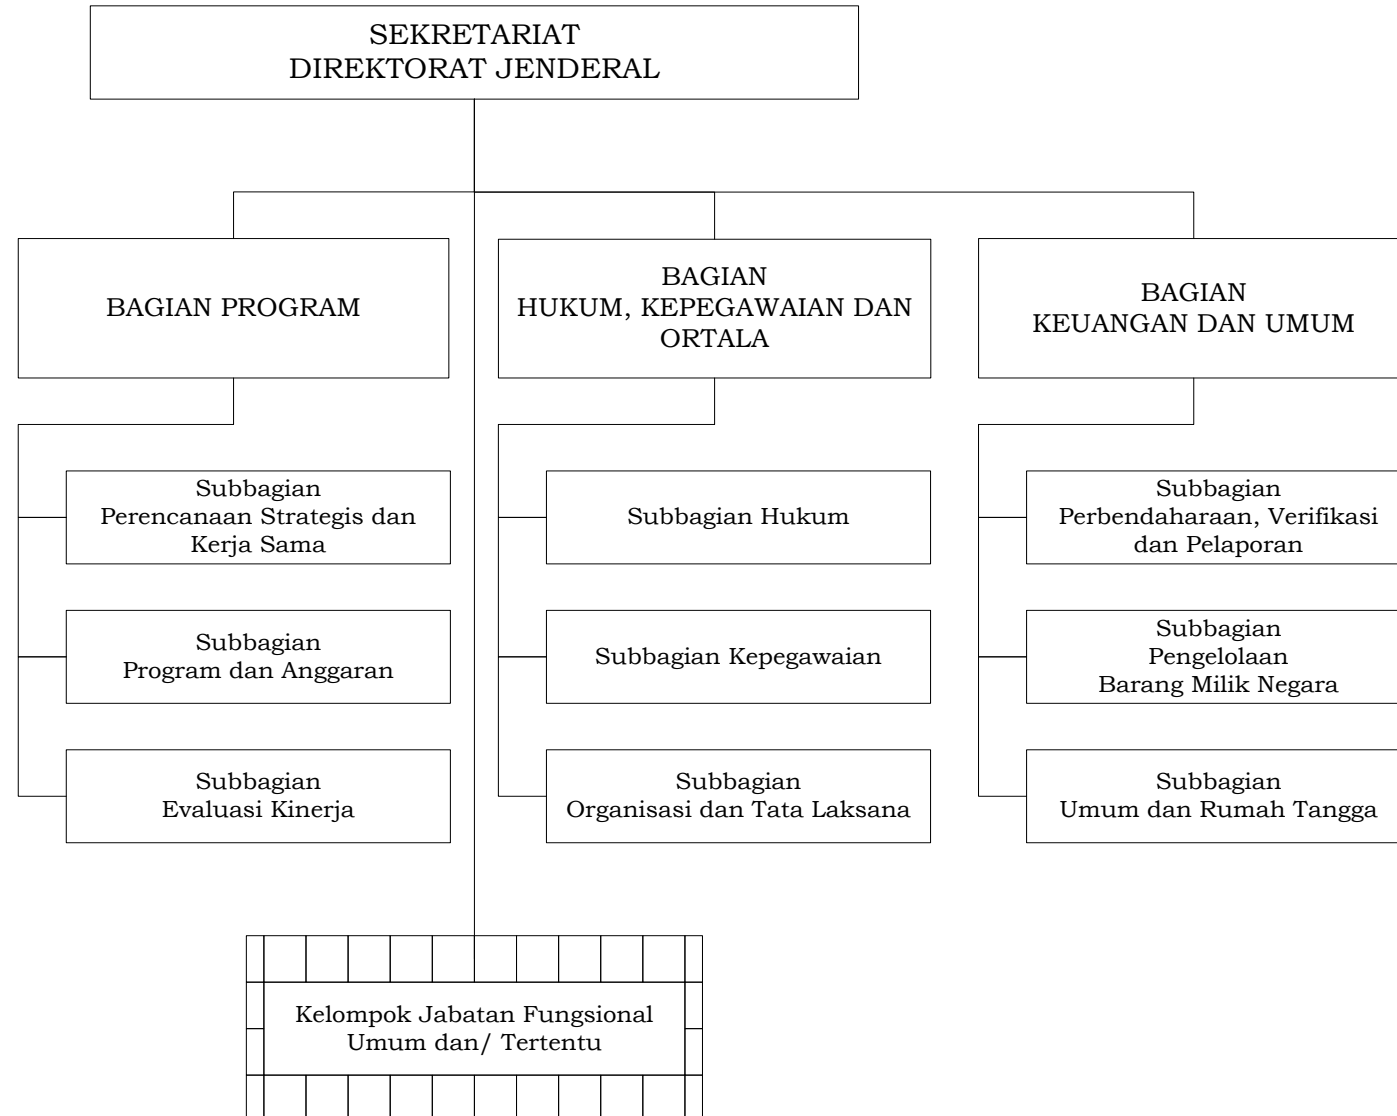 SEKRETARIAT
DIREKTORAT JENDERAL
BAGIAN PROGRAM
BAGIAN
HUKUM, KEPEGAWAIAN DAN
ORTALA
BAGIAN
KEUANGAN DAN UMUM
Subbagian
Perencanaan Strategis dan
Kerja Sama
Subbagian Hukum
Subbagian
Perbendaharaan, Verifikasi
dan Pelaporan
Subbagian
Program dan Anggaran
Subbagian Kepegawaian
Subbagian
Pengelolaan
Barang Milik Negara
Subbagian
Evaluasi Kinerja
Subbagian
Organisasi dan Tata Laksana
Subbagian
Umum dan Rumah Tangga
Kelompok Jabatan Fungsional
Umum dan/ Tertentu